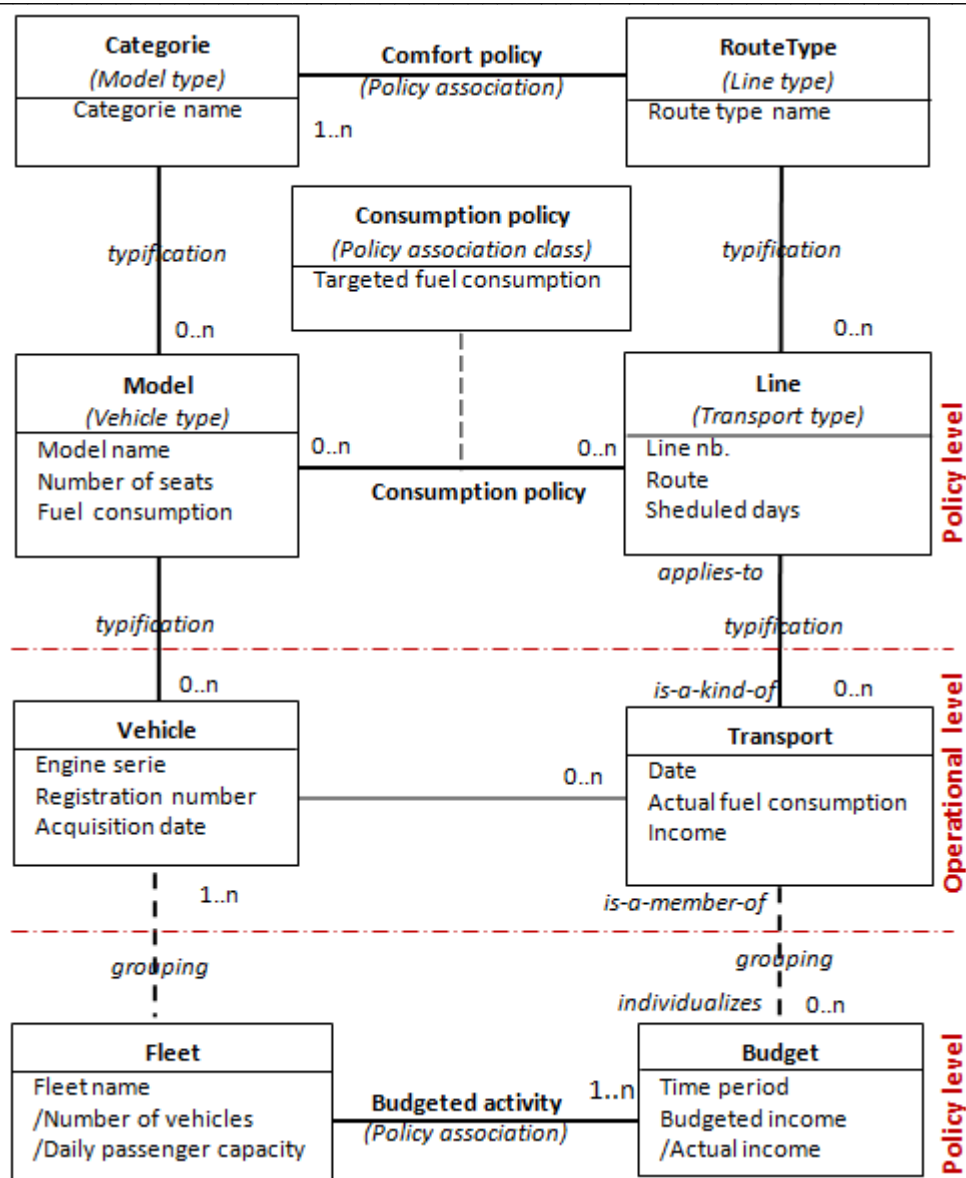 Categorie
(Model type)
Categorie name
Comfort policy
(Policy association)
1..n
RouteType
(Line type)
Route type name
typification
Consumption policy
(Policy association class)
Targeted fuel consumption
typification
0..n
0..n
Model
(Vehicle type)
Model name
Number of seats
Fuel consumption
0..n
0..n
Consumption policy
Line
(Transport type)
Line nb.
Route
Sheduled days
Policy level
applies-to
typification
typification
0..n
is-a-kind-of
0..n
Vehicle
Engine serie
Registration number
Acquisition date
0..n
Transport
Date
Actual fuel consumption
Income
Operational level
1..n
is-a-member-of
grouping
grouping
individualizes
0..n
Fleet
Fleet name
/Number of vehicles
/Daily passenger capacity
Budgeted activity
(Policy association)
1..n
Budget
Time period
Budgeted income
/Actual income
Policy level